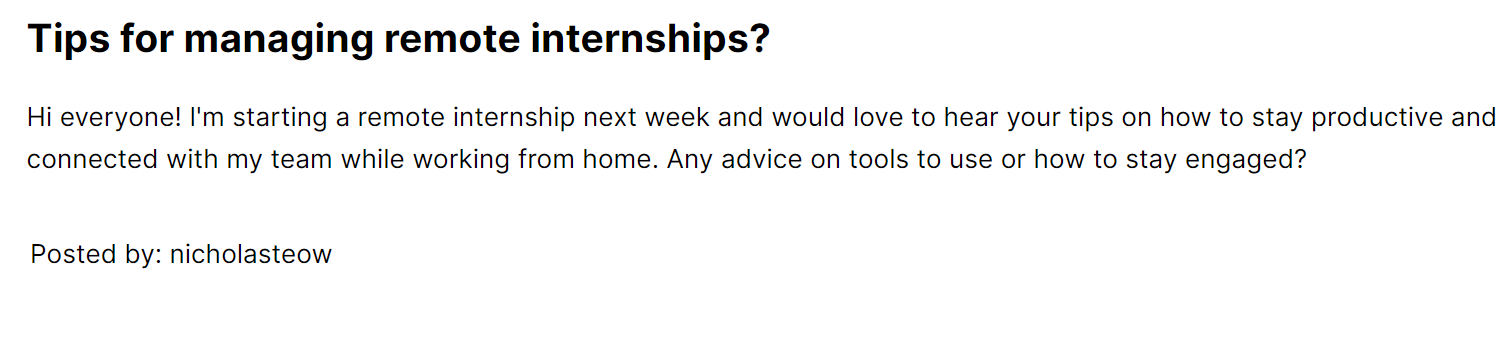 Tips for managing remote internships?
Hi everyone! I'm starting a remote internship next week and would love to hear your tips on how to stay productive and
connected with my team while working from home. Any advice on tools to use or how to stay engaged?
Posted by: nicholasteow